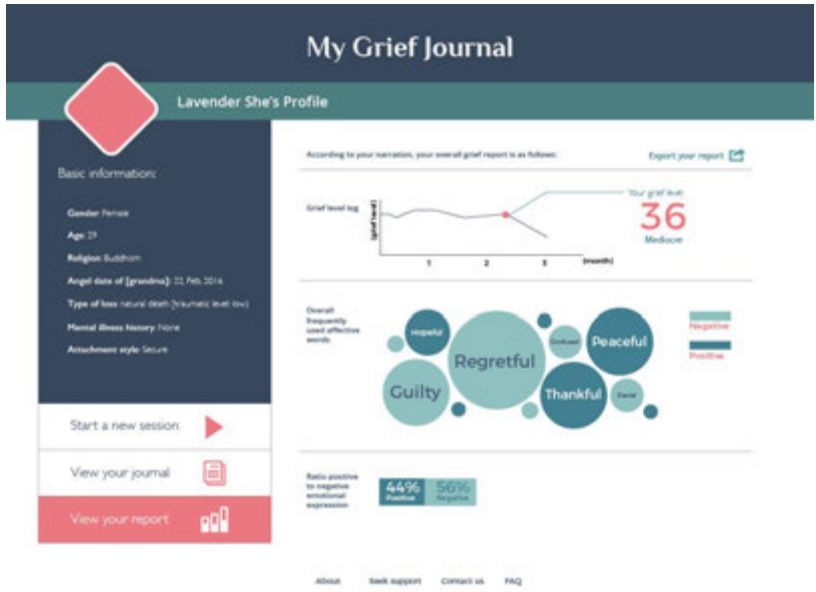 My Grief Journal
Lavender She's Profile
Basic information:
Gender: Female
Age: 29
Religion: Buddhism
Angel date of [grandma]: 22, Feb, 2016
Type of loss: natural death [traumatic level: low]
Mental illness history: None
Attachment style: Secure
Start a new session
View your journal
View your report
According to your narration, your overall grief report is as follows:
Export your report
Grief level log
[grief level]
1
2
3
[month]
Your grief level
36
Mediocre
Overall
frequently
used affective
words
Hopeful
Regretful
Confused
Peaceful
Guilty
Thankful
Negative
Positive
Ratio positive
to negative
emotional
expression
44%
Positive
56%
Negative
About
Seek support
Contact us
FAQ